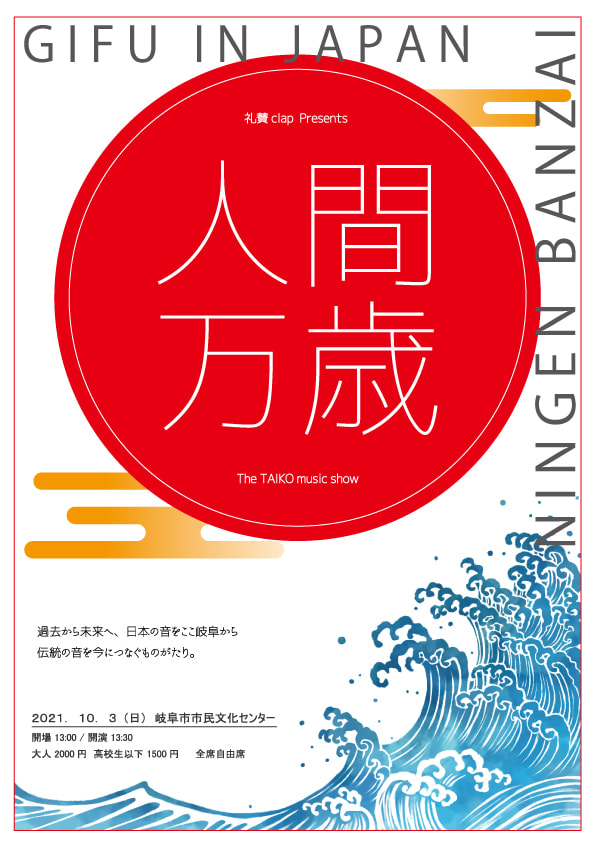 GIFU IN JAPAN
NINGEN BANZAI
礼賛 clap Presents
人間
万歳
The TAIKO music show
過去から未来へ、日本の音をここ岐阜から
伝統の音を今につなぐものがたり。
2021. 10. 3(日) 岐阜市市民文化センター
開場 13:00 / 開演 13:30
大人 2000 円 高校生以下 1500 円 全席自由席